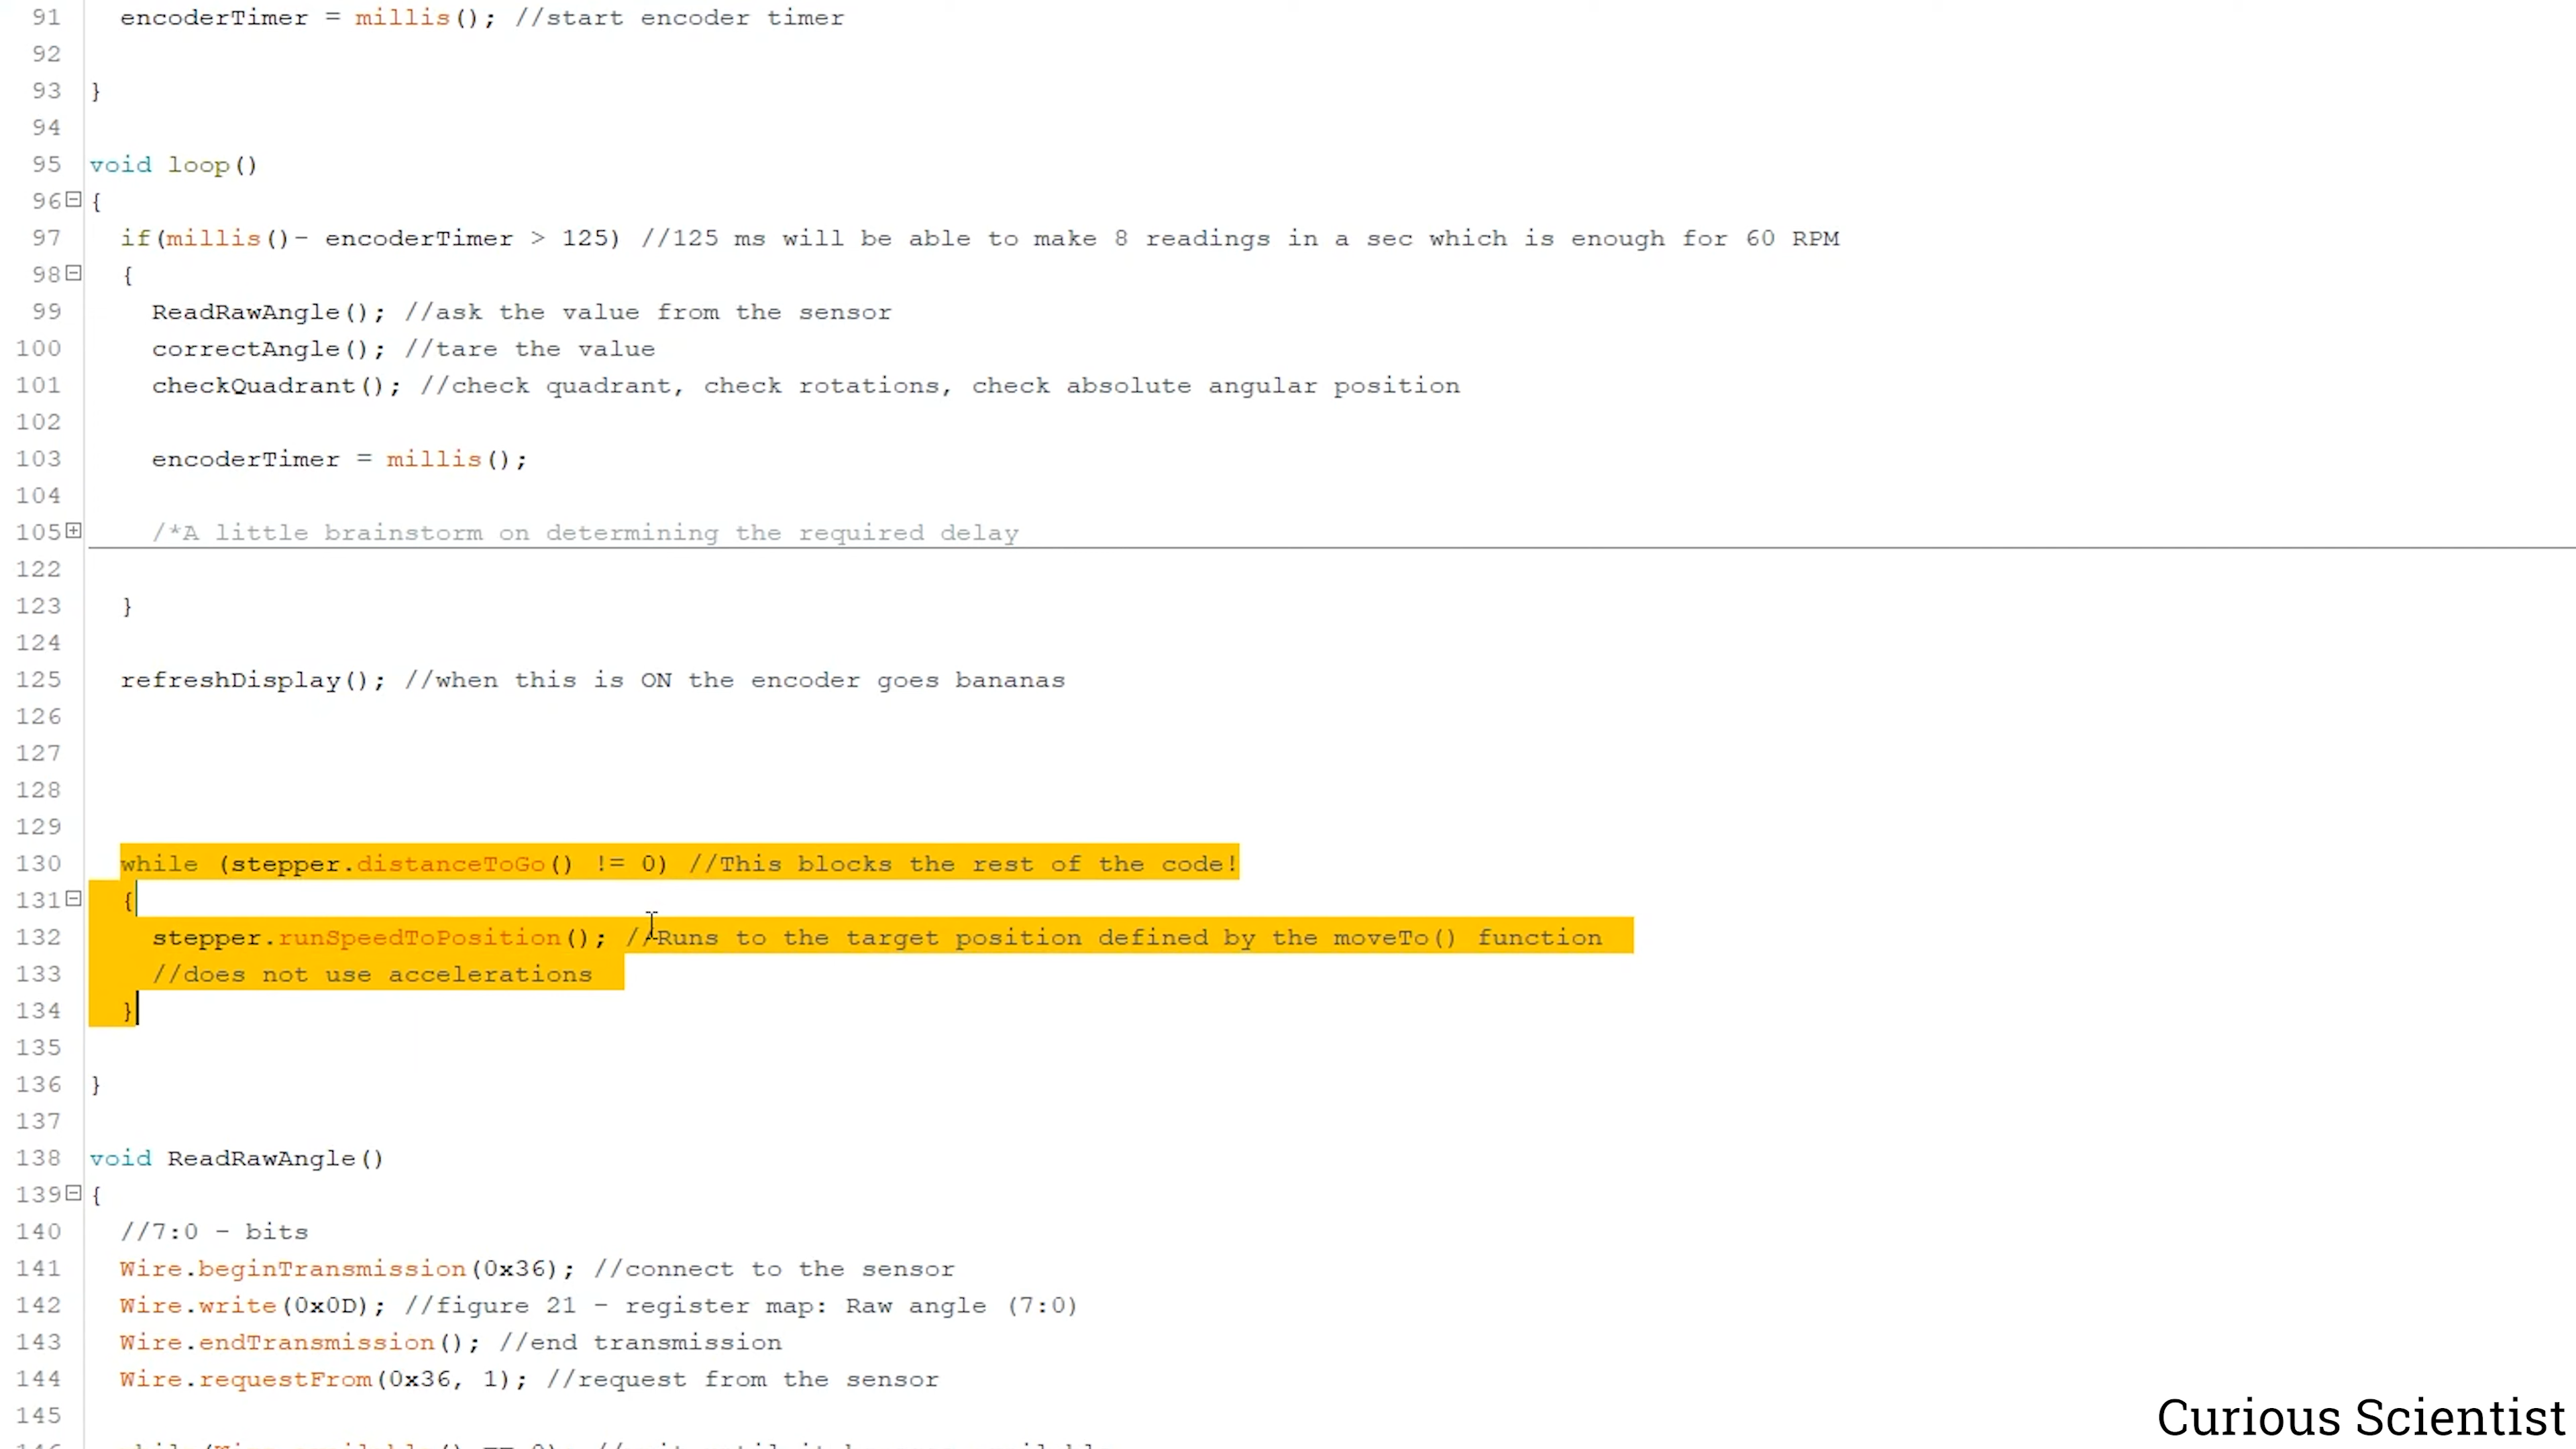 91 encoderTimer = millis(); //start encoder timer
92
93 }
94
95 void loop()
96 {
97 if(millis()- encoderTimer > 125) //125 ms will be able to make 8 readings in a sec which is enough for 60 RPM
98 {
99 ReadRawAngle(); //ask the value from the sensor
100 correctAngle(); //tare the value
101 checkQuadrant(); //check quadrant, check rotations, check absolute angular position
102
103 encoderTimer = millis();
104
105 /*A little brainstorm on determining the required delay
122
123 }
124
125 refreshDisplay(); //when this is ON the encoder goes bananas
126
127
128
129
130 while (stepper.distanceToGo() != 0) //This blocks the rest of the code!
131 {
132 stepper.runSpeedToPosition(); //Runs to the target position defined by the moveTo() function
133 //does not use accelerations
134 }
135
136 }
137
138 void ReadRawAngle()
139 {
140 //7:0 - bits
141 Wire.beginTransmission(0x36); //connect to the sensor
142 Wire.write(0x0D); //figure 21 - register map: Raw angle (7:0)
143 Wire.endTransmission(); //end transmission
144 Wire.requestFrom(0x36, 1); //request from the sensor
145
Curious Scientist